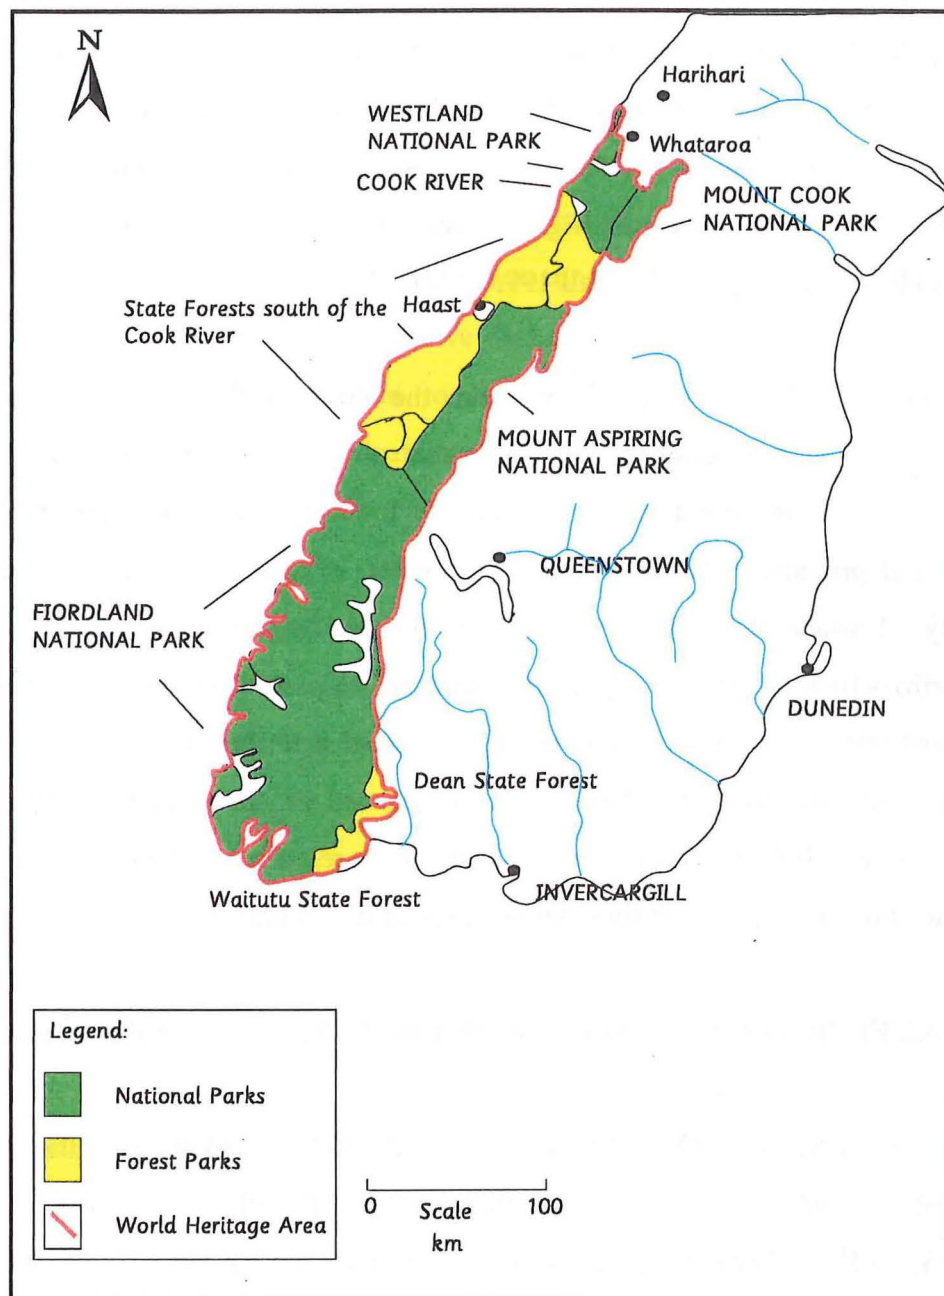 N
Harihari
WESTLAND
NATIONAL PARK
Whataroa
COOK RIVER
MOUNT COOK
NATIONAL PARK
State Forests south of the
Cook River
Haast
MOUNT ASPIRING
NATIONAL PARK
QUEENSTOWN
FIORDLAND
NATIONAL PARK
DUNEDIN
Dean State Forest
Waitutu State Forest
INVERCARGILL
Legend:
National Parks
Forest Parks
World Heritage Area
0 Scale 100
km